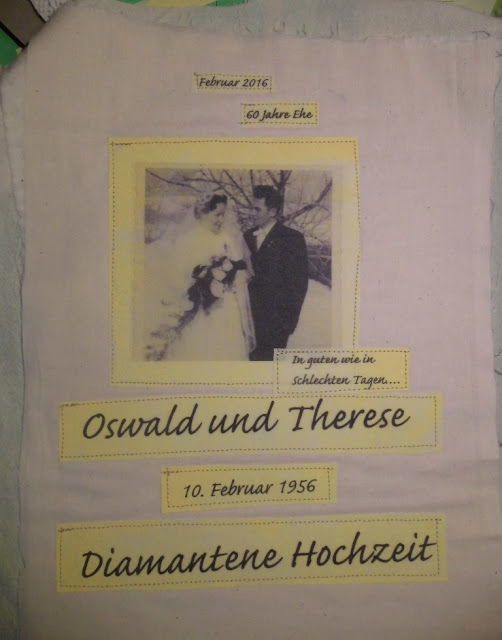 Februar 2016
60 Jahre Ehe
In guten wie in
Schlechten Tagen....
Oswald und Therese
10. Februar 1956
Diamantene Hochzeit